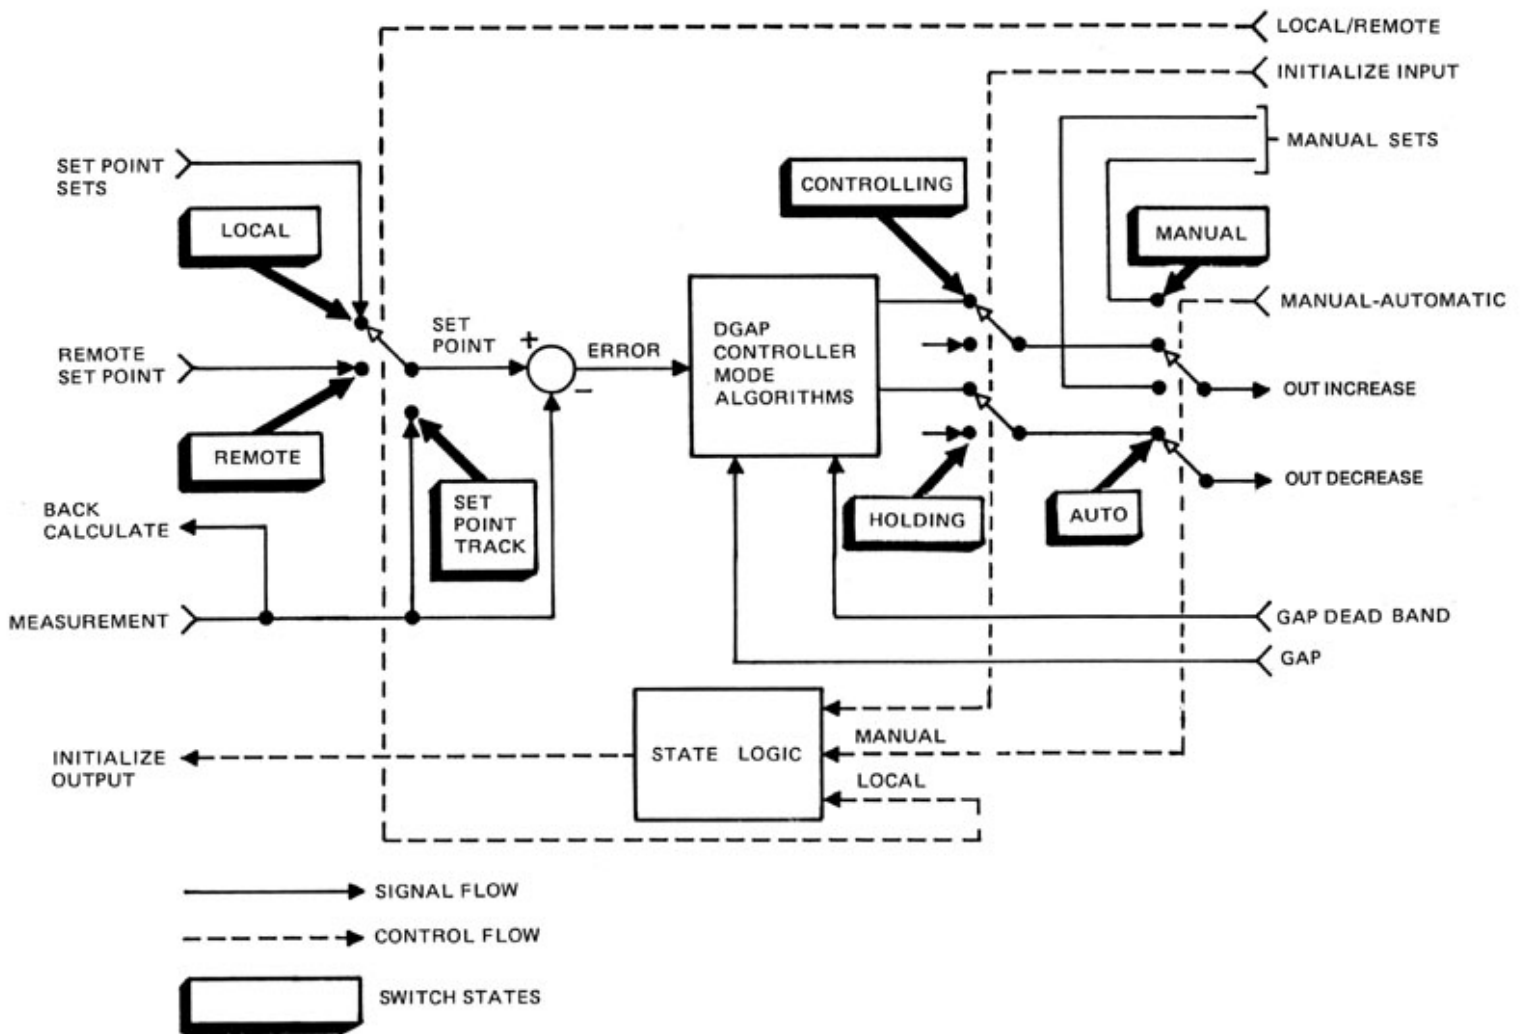 LOCAL/REMOTE
INITIALIZE INPUT
MANUAL SETS
SET POINT
SETS
CONTROLLING
LOCAL
MANUAL
MANUAL-AUTOMATIC
SET
POINT
+
ERROR
DGAP
CONTROLLER
MODE
ALGORITHMS
REMOTE
SET POINT
−
OUT INCREASE
REMOTE
SET
POINT
TRACK
HOLDING
AUTO
OUT DECREASE
BACK
CALCULATE
MEASUREMENT
GAP DEAD BAND
GAP
STATE LOGIC
MANUAL
LOCAL
INITIALIZE
OUTPUT
SIGNAL FLOW
CONTROL FLOW
SWITCH STATES